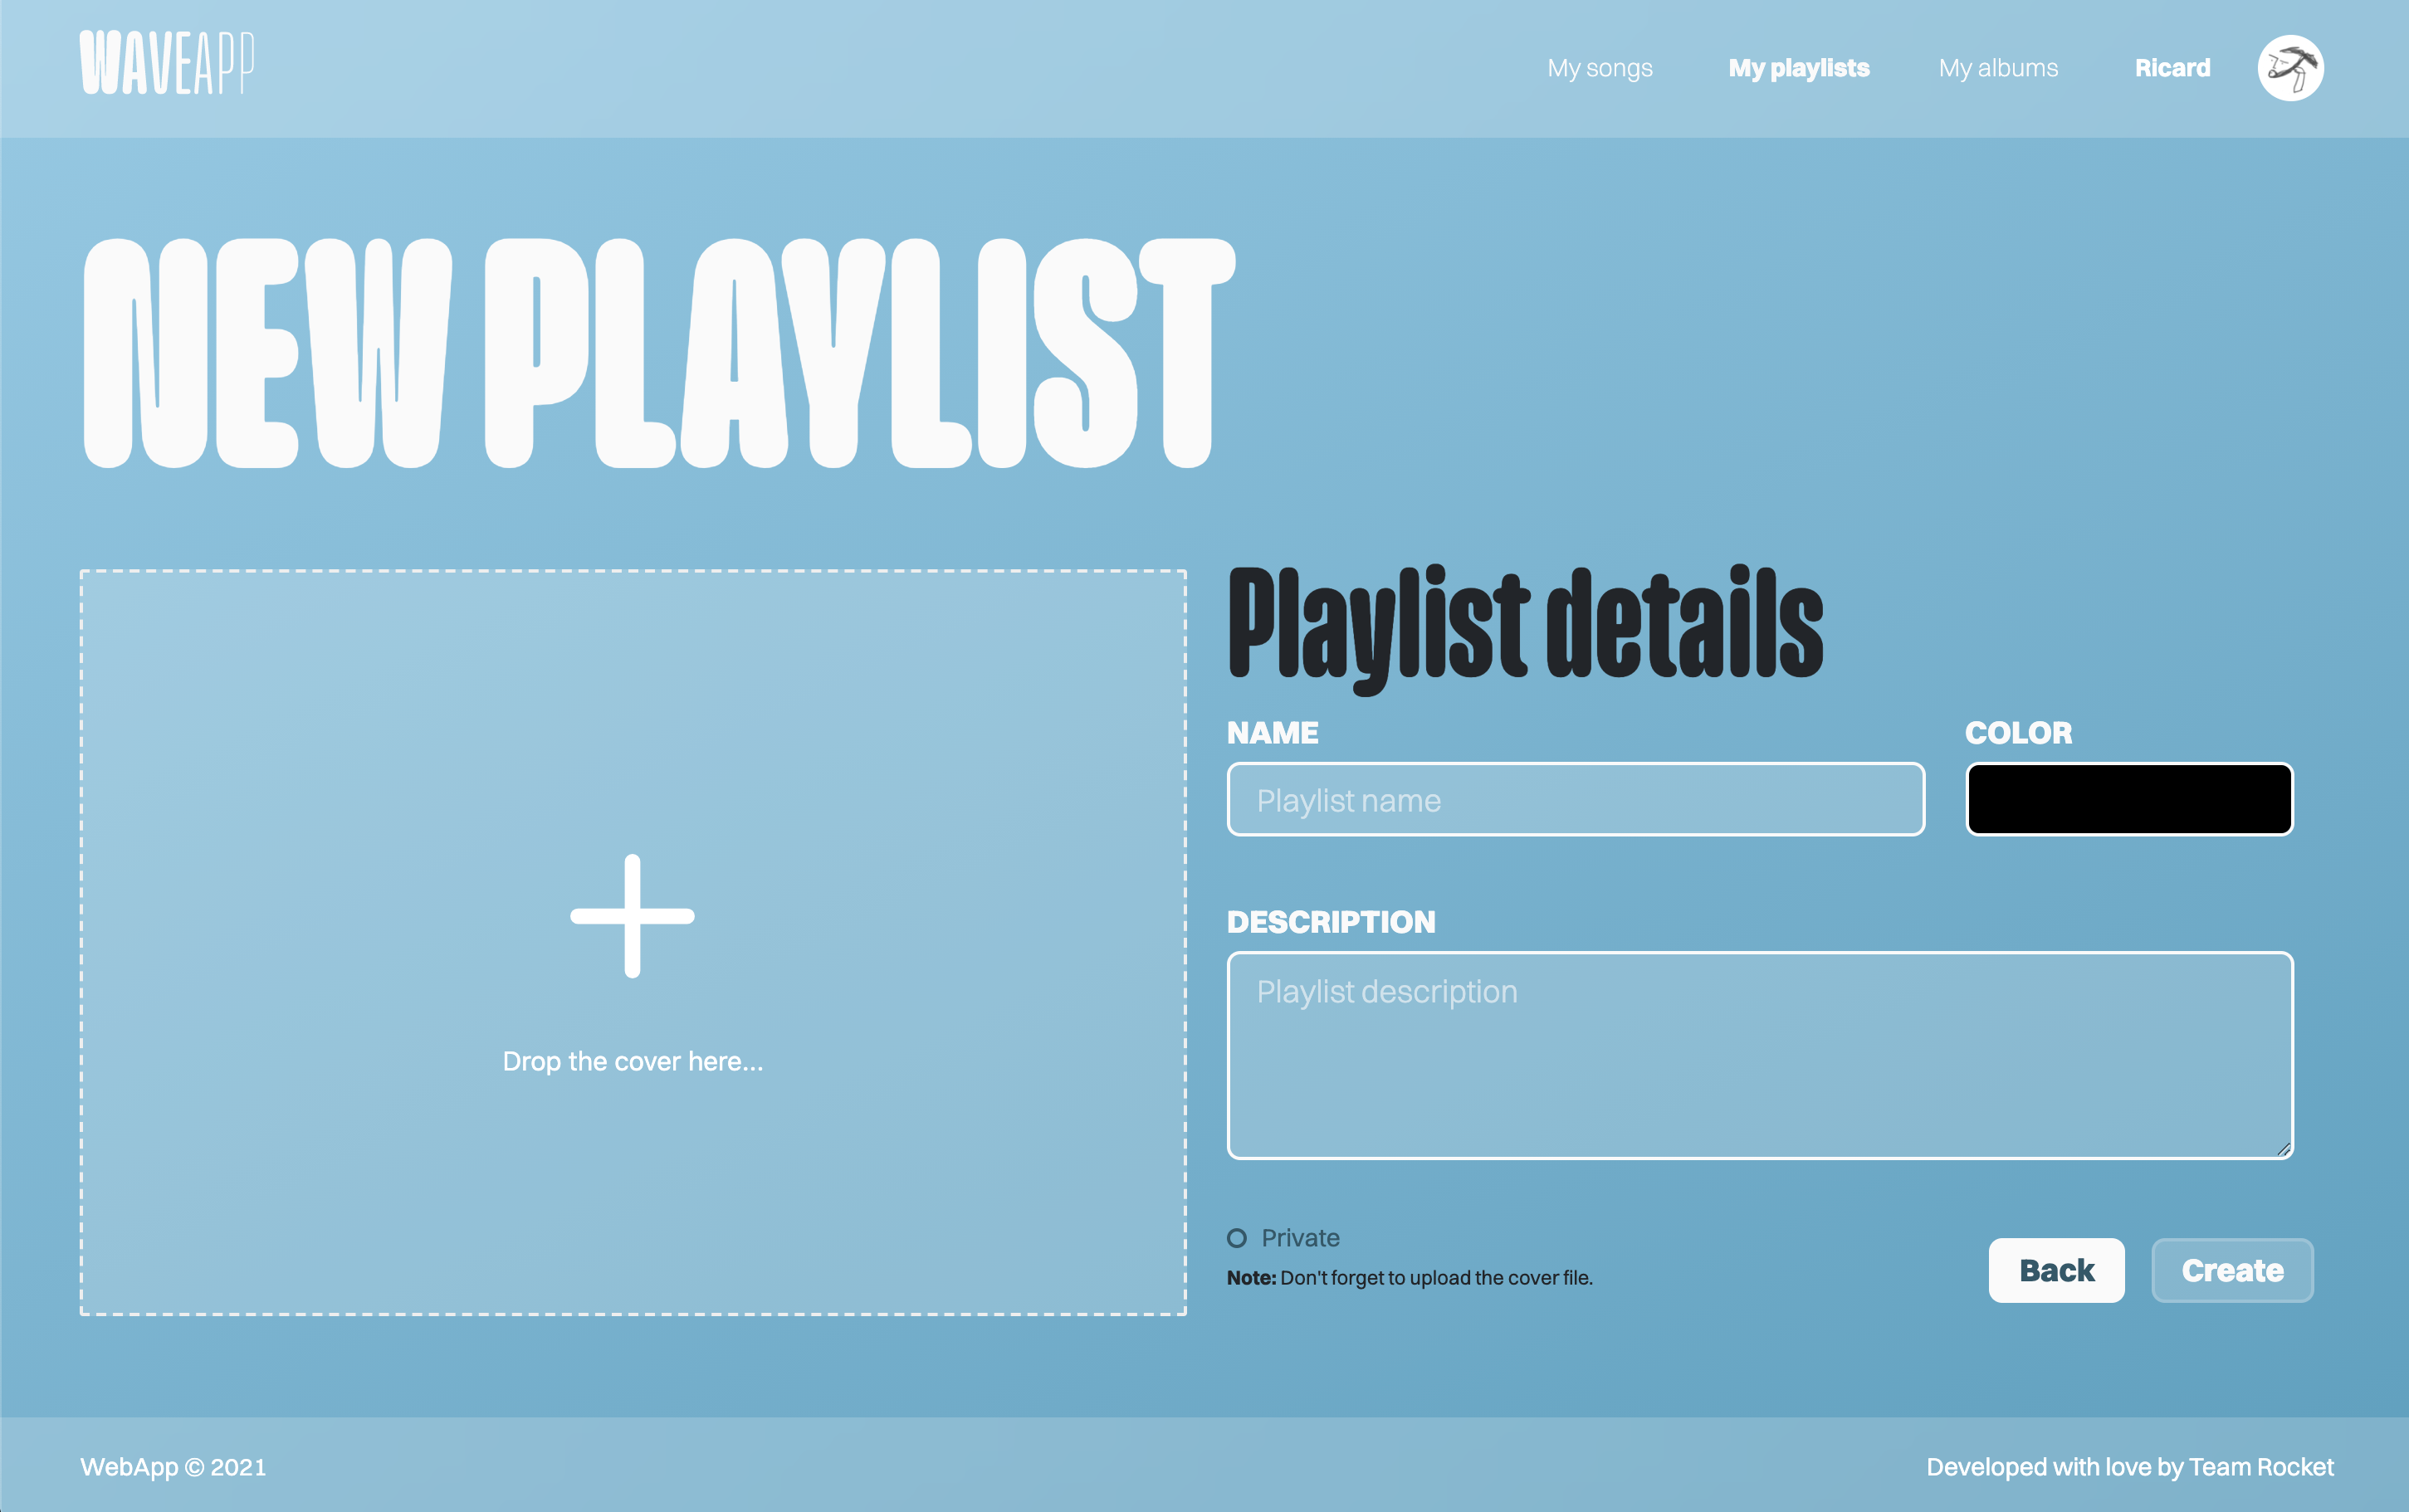 WAVEAPP
My songs
My playlists
My albums
Ricard
NEW PLAYLIST
Drop the cover here...
Playlist details
NAME
COLOR
Playlist name
DESCRIPTION
Playlist description
Private
Note: Don't forget to upload the cover file.
Back
Create
WebApp © 2021
Developed with love by Team Rocket